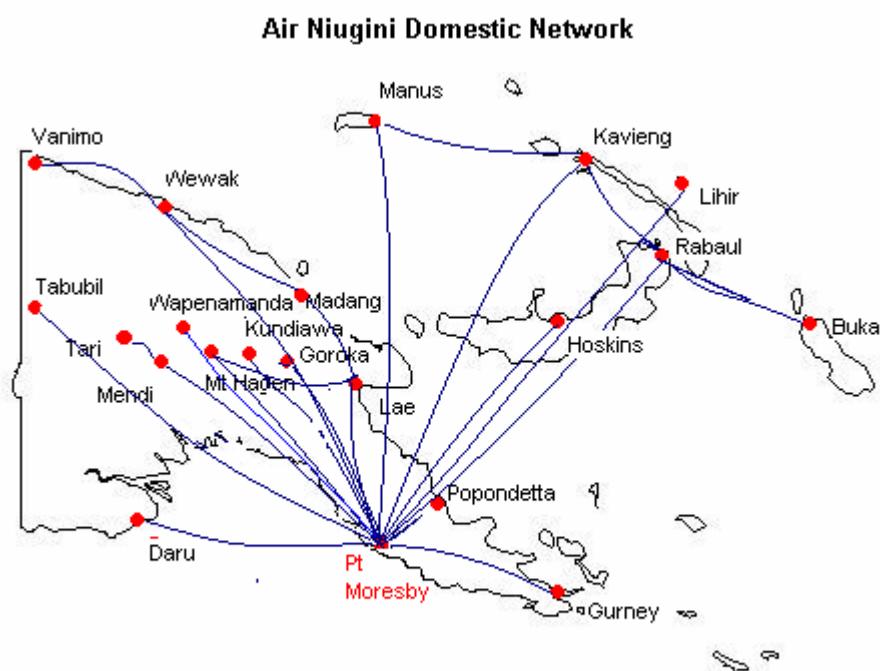 Air Niugini Domestic Network
Manus
Vanimo
Kavieng
Wewak
Lihir
Rabaul
Tabubil
Wapenamanda
Madang
Kundiawa
Buka
Tari
Goroka
Hoskins
Mendi
Mt Hagen
Lae
Popondetta
Daru
Pt
Moresby
Gurney